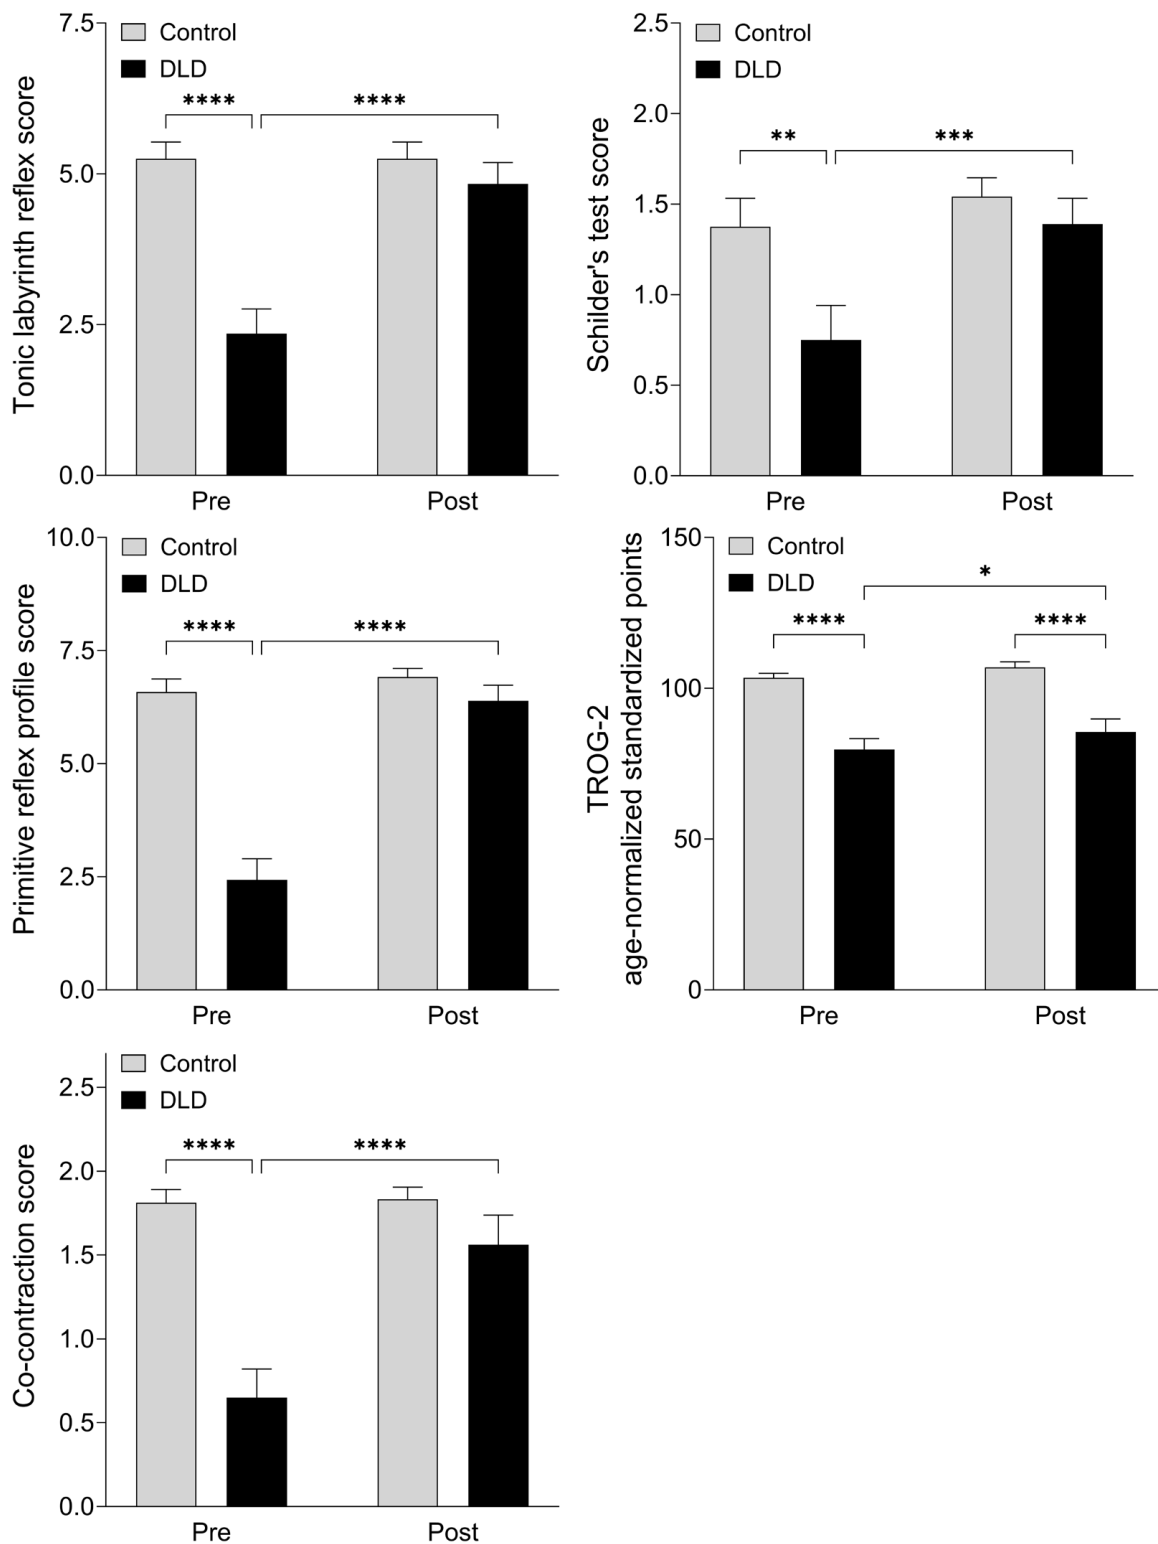 Tonic labyrinth reflex score
7.5
5.0
2.5
0.0
Control
DLD
****
****
Pre
Post
Schilder's test score
2.5
2.0
1.5
1.0
0.5
0.0
Control
DLD
**
***
Pre
Post
Primitive reflex profile score
10.0
7.5
5.0
2.5
0.0
Control
DLD
****
****
Pre
Post
TROG-2
age-normalized standardized points
150
100
50
0
Control
DLD
*
****
****
Pre
Post
Co-contraction score
2.5
2.0
1.5
1.0
0.5
0.0
Control
DLD
****
****
Pre
Post